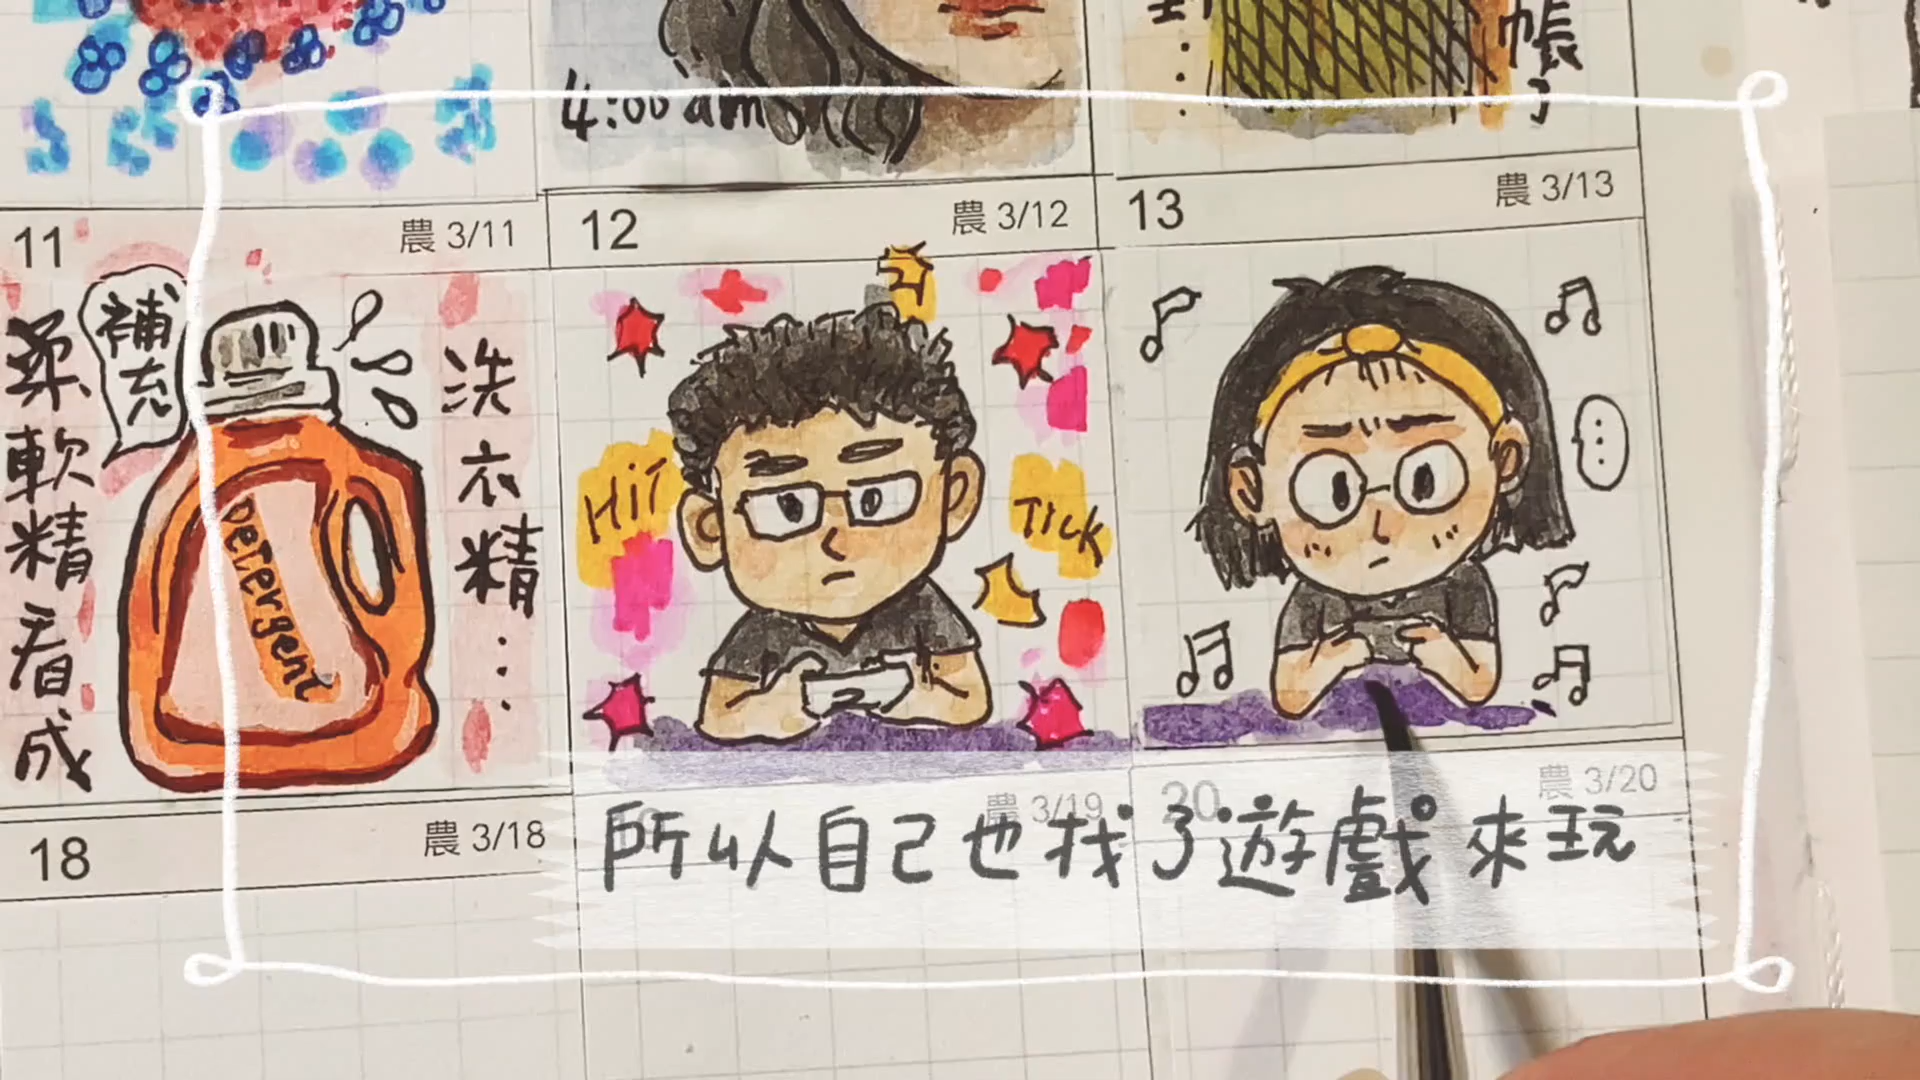 4:00 am
帳
了
11
農 3/11
12
農 3/12
13
農 3/13
補充
柔軟精看成
洗衣精...
Detergent
HiT
Tick
18
農 3/18
農 3/19
20
農 3/20
所以自己也找了遊戲來玩